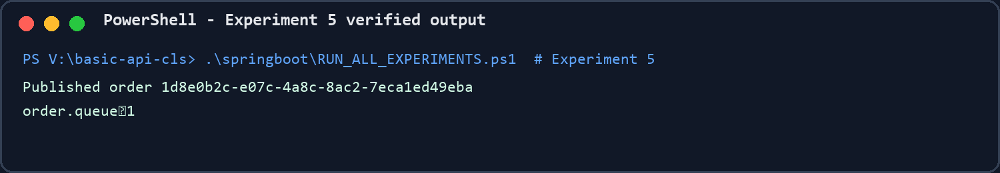 PowerShell - Experiment 5 verified output
PS V:\basic-api-cls> .\springboot\RUN_ALL_EXPERIMENTS.ps1  # Experiment 5
Published order 1d8e0b2c-e07c-4a8c-8ac2-7eca1ed49eba
order.queue⍰1